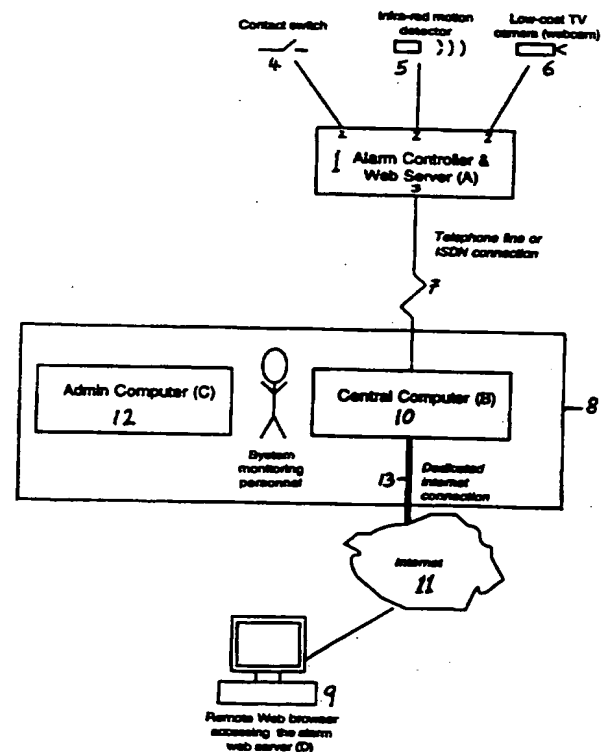 Contact switch
4
Infra-red motion
detector
5
Low-cost TV
camera (webcam)
6
2 2 2
1 Alarm Controller &
Web Server (A)
3
Telephone line or
ISDN connection
7
8
Admin Computer (C)
12
System
monitoring
personnel
Central Computer (B)
10
13
Dedicated
Internet
connection
Internet
11
9
Remote Web browser
accessing the alarm
web server (D)